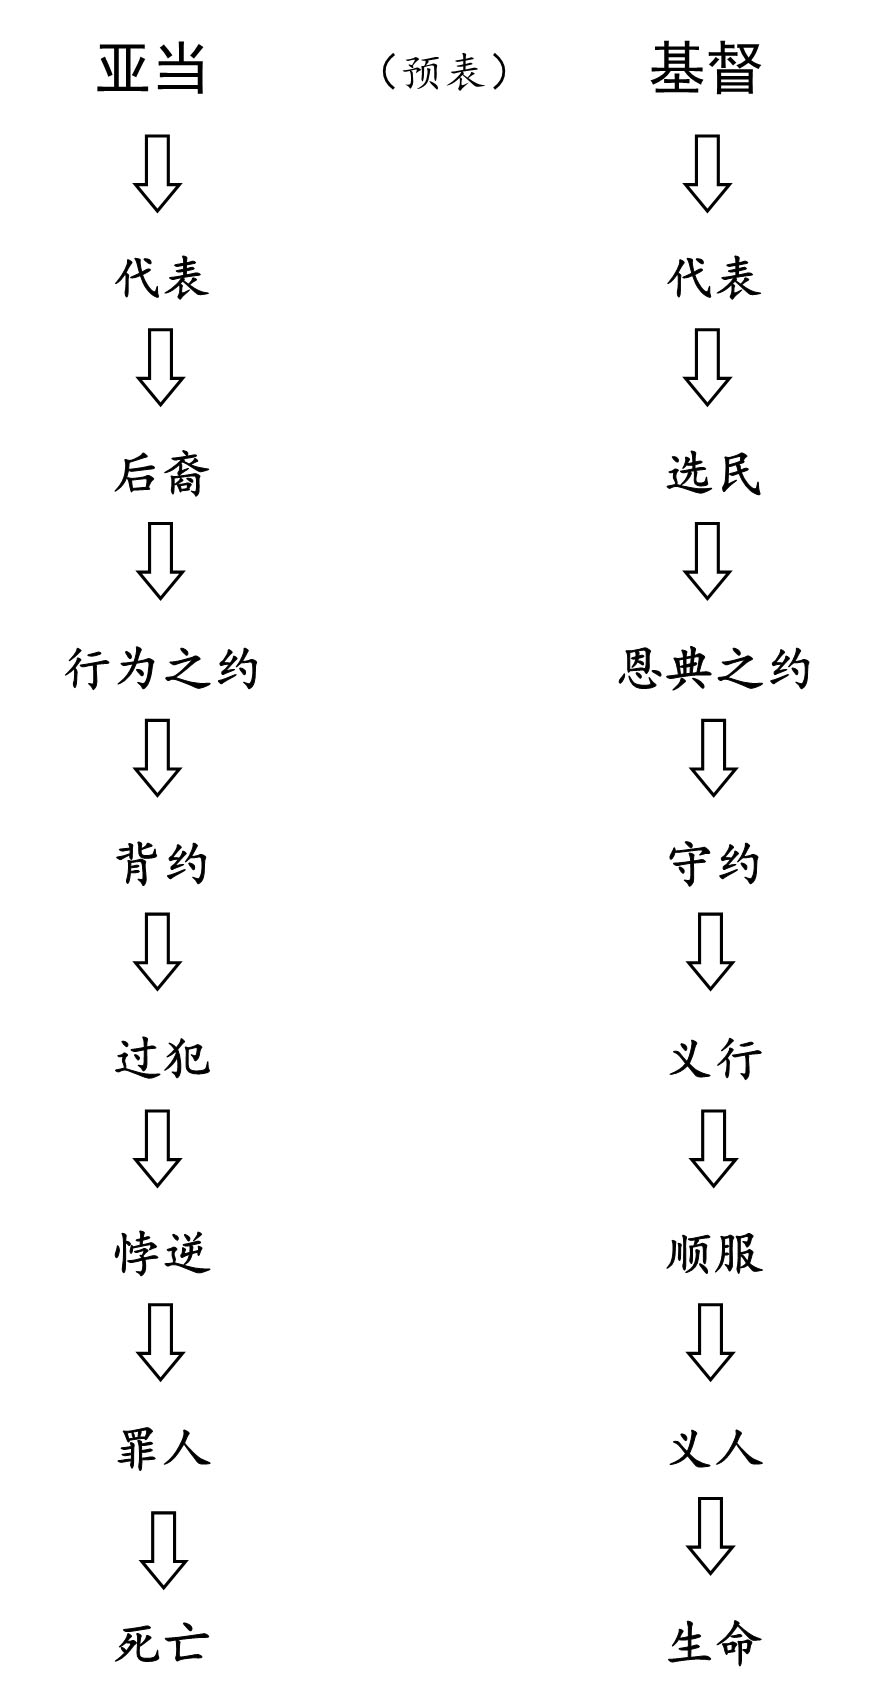 亚当 （预表） 基督
代表 代表
后裔 选民
行为之约 恩典之约
背约 守约
过犯 义行
悖逆 顺服
罪人 义人
死亡 生命